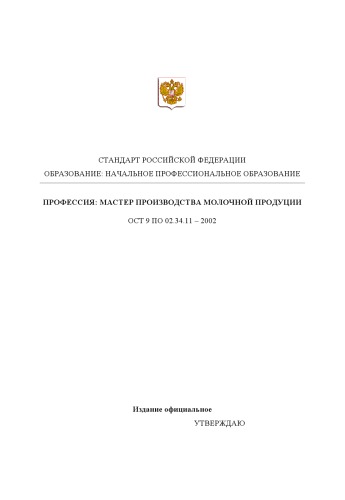 СТАНДАРТ РОССИЙСКОЙ ФЕДЕРАЦИИ
ОБРАЗОВАНИЕ: НАЧАЛЬНОЕ ПРОФЕССИОНАЛЬНОЕ ОБРАЗОВАНИЕ
ПРОФЕССИЯ: МАСТЕР ПРОИЗВОДСТВА МОЛОЧНОЙ ПРОДУЦИИ
ОСТ 9 ПО 02.34.11 – 2002
Издание официальное
УТВЕРЖДАЮ